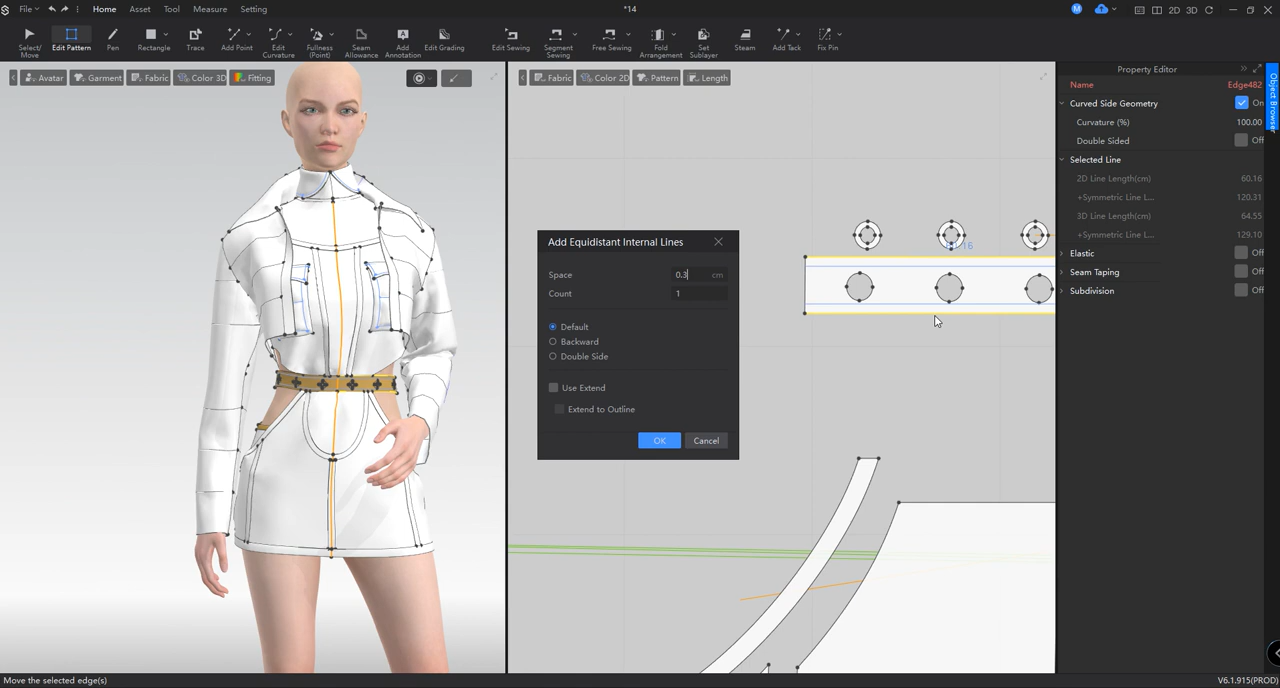 File Home Asset Tool Measure Setting *14 M 2D 3D
Select/Move Edit Pattern Pen Rectangle Trace Add Point Edit Curvature Fullness (Point) Seam Allowance Add Annotation Edit Grading Edit Sewing Segment Sewing Free Sewing Fold Arrangement Set Sublayer Steam Add Tack Fix Pin
Avatar Garment Fabric Color 3D Fitting
Fabric Color 2D Pattern Length
Property Editor
Object Browser
Name Edge482
Curved Side Geometry On
Curvature (%) 100.00
Double Sided Off
Selected Line
2D Line Length(cm) 60.16
+Symmetric Line L... 120.31
3D Line Length(cm) 64.55
+Symmetric Line L... 129.10
Elastic Off
Seam Taping Off
Subdivision Off
Add Equidistant Internal Lines
Space 0.3 cm
Count 1
Default
Backward
Double Side
Use Extend
Extend to Outline
OK Cancel
Move the selected edge(s)
V6.1.915(PROD)